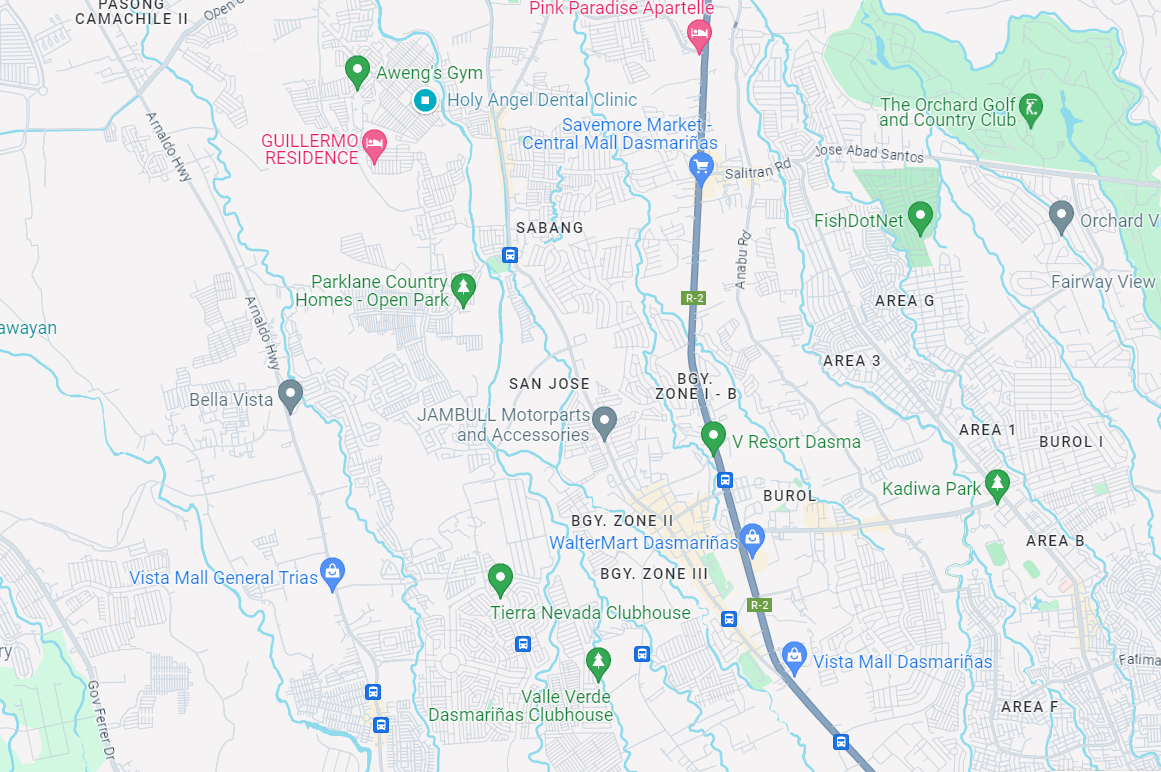 PASONG
CAMACHILE II
Open C
Pink Paradise Apartelle
Aweng's Gym
Holy Angel Dental Clinic
The Orchard Golf
and Country Club
Arnaldo Hwy
GUILLERMO
RESIDENCE
Savemore Market -
Central Mall Dasmariñas
Jose Abad Santos
Salitran Rd
FishDotNet
Orchard V
SABANG
Anabu Rd
Parklane Country
Homes - Open Park
R-2
AREA G
Fairway View
awayan
Arnaldo Hwy
AREA 3
SAN JOSE
BGY.
ZONE I - B
Bella Vista
JAMBULL Motorparts
and Accessories
V Resort Dasma
AREA 1
BUROL I
Kadiwa Park
BUROL
BGY. ZONE II
WalterMart Dasmariñas
AREA B
BGY. ZONE III
Vista Mall General Trias
Tierra Nevada Clubhouse
R-2
ry
Vista Mall Dasmariñas
Fatima
Gov Ferrer Dr
Valle Verde
Dasmariñas Clubhouse
AREA F